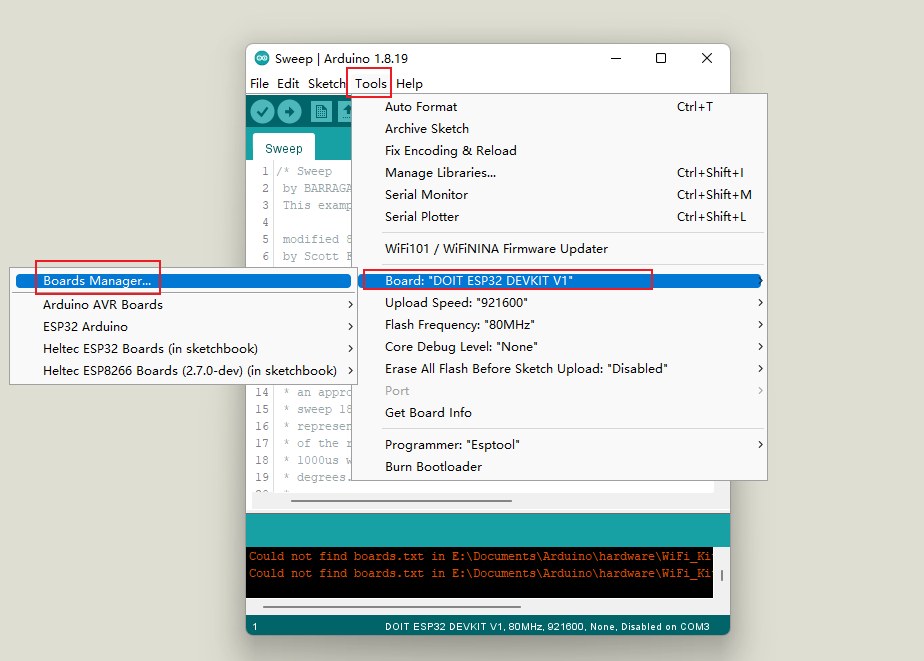 Sweep | Arduino 1.8.19
File Edit Sketch Tools Help
Auto Format Ctrl+T
Archive Sketch
Fix Encoding & Reload
Manage Libraries... Ctrl+Shift+I
Serial Monitor Ctrl+Shift+M
Serial Plotter Ctrl+Shift+L
WiFi101 / WiFiNINA Firmware Updater
Board: "DOIT ESP32 DEVKIT V1"
Upload Speed: "921600"
Flash Frequency: "80MHz"
Core Debug Level: "None"
Erase All Flash Before Sketch Upload: "Disabled"
Port
Get Board Info
Programmer: "Esptool"
Burn Bootloader
Sweep
1 /* Sweep
2 by BARRAGA
3 This examp
4
5 modified 8
6 by Scott F
Boards Manager...
Arduino AVR Boards
ESP32 Arduino
Heltec ESP32 Boards (in sketchbook)
Heltec ESP8266 Boards (2.7.0-dev) (in sketchbook)
14 * an appro
15 * sweep 18
16 * represen
17 * of the r
18 * 1000us w
19 * degrees.
Could not find boards.txt in E:\Documents\Arduino\hardware\WiFi_Ki
Could not find boards.txt in E:\Documents\Arduino\hardware\WiFi_Ki
1 DOIT ESP32 DEVKIT V1, 80MHz, 921600, None, Disabled on COM3